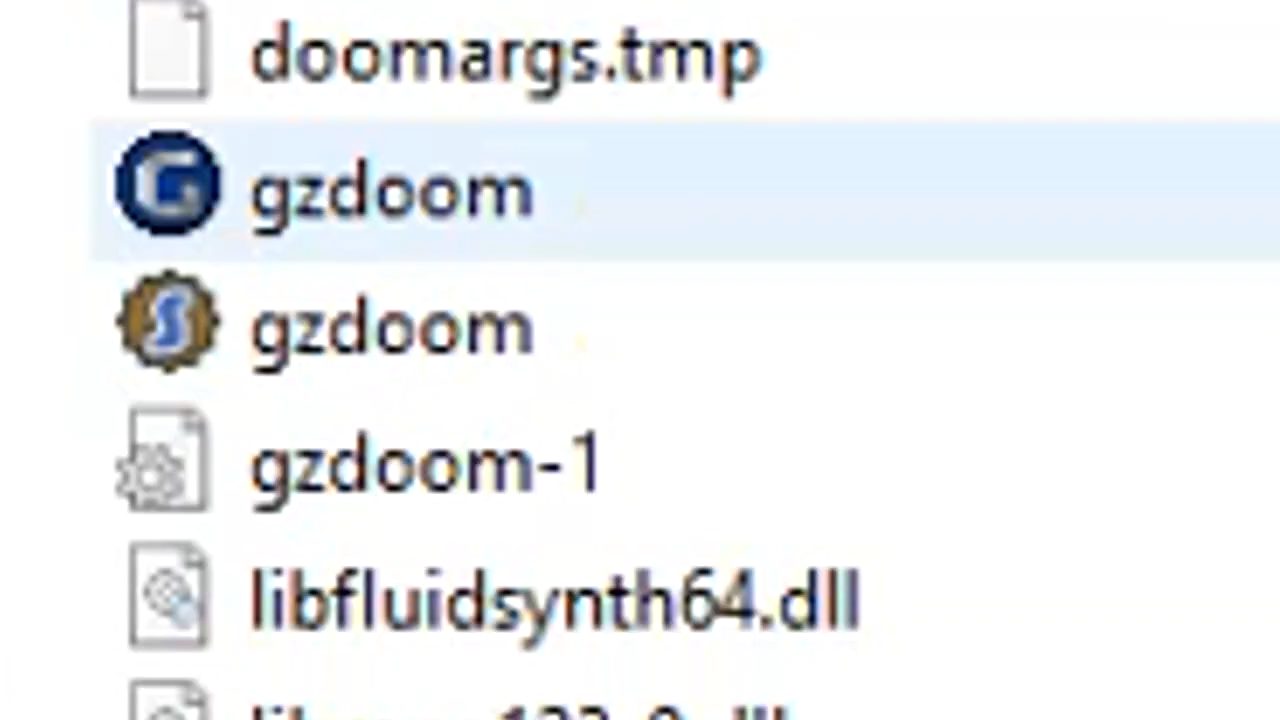 doomargs.tmp
gzdoom
gzdoom
gzdoom-1
libfluidsynth64.dll